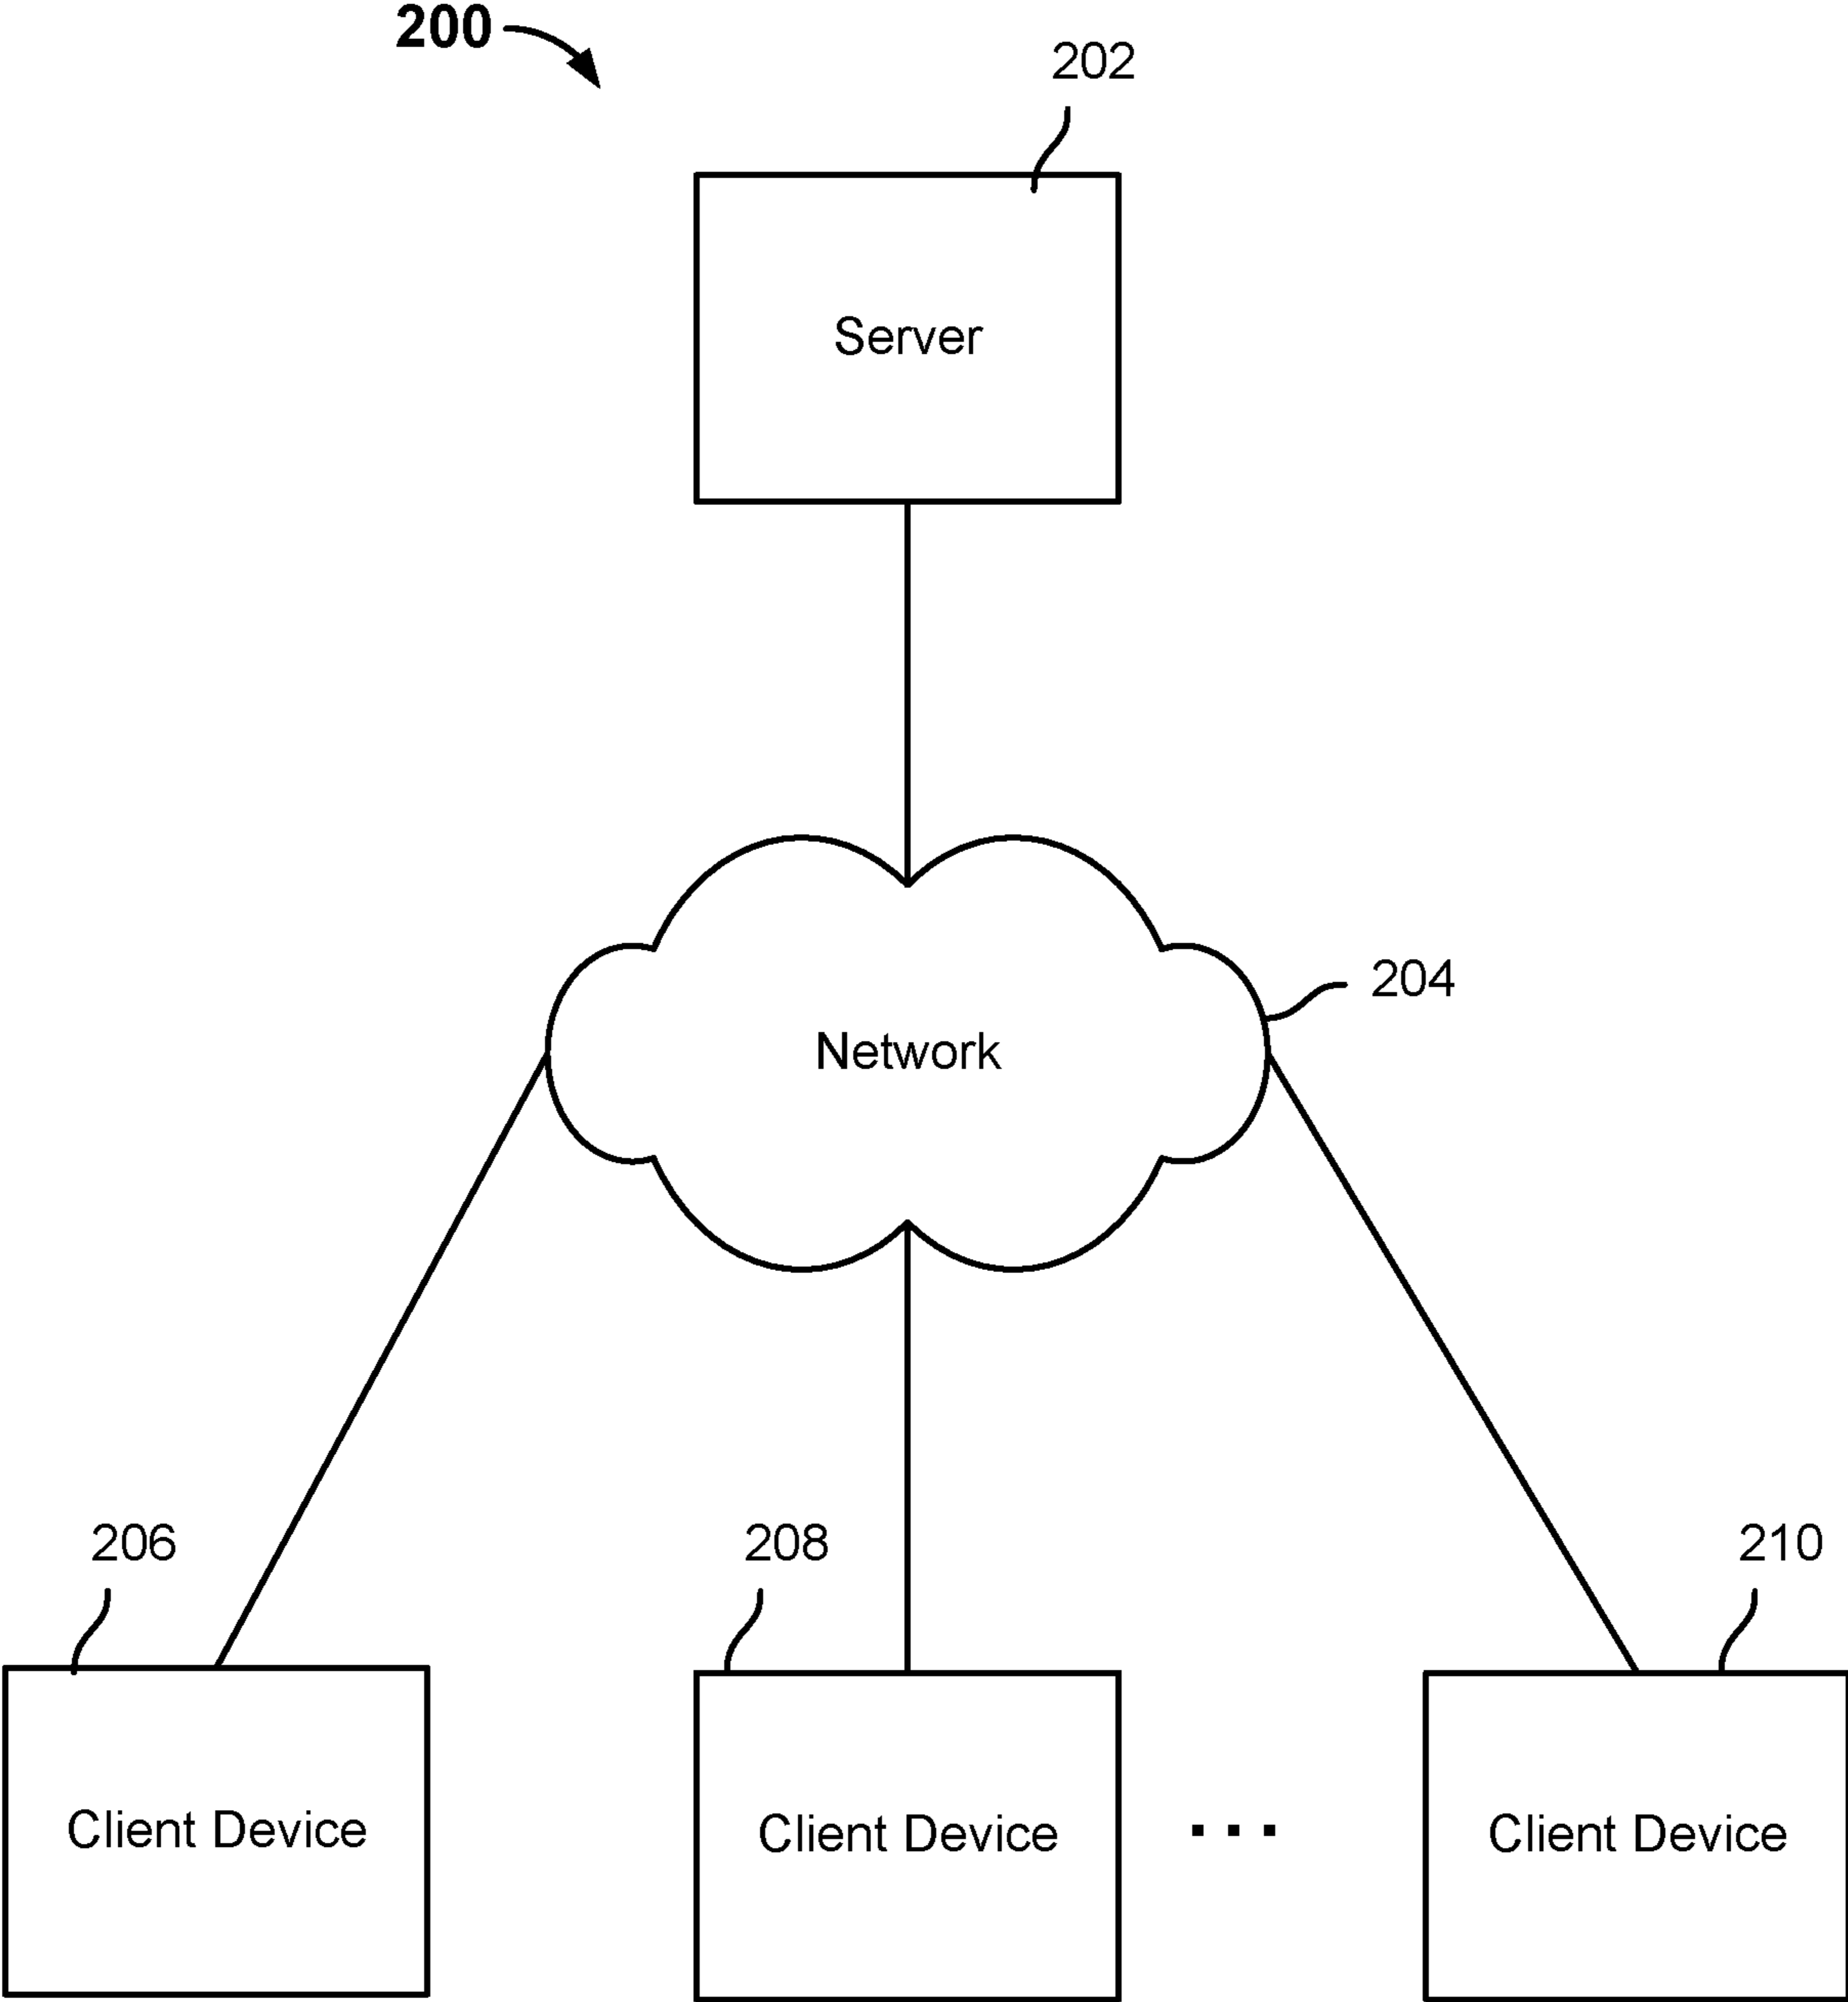 200
202
Server
204
Network
206
208
210
Client Device
Client Device
...
Client Device